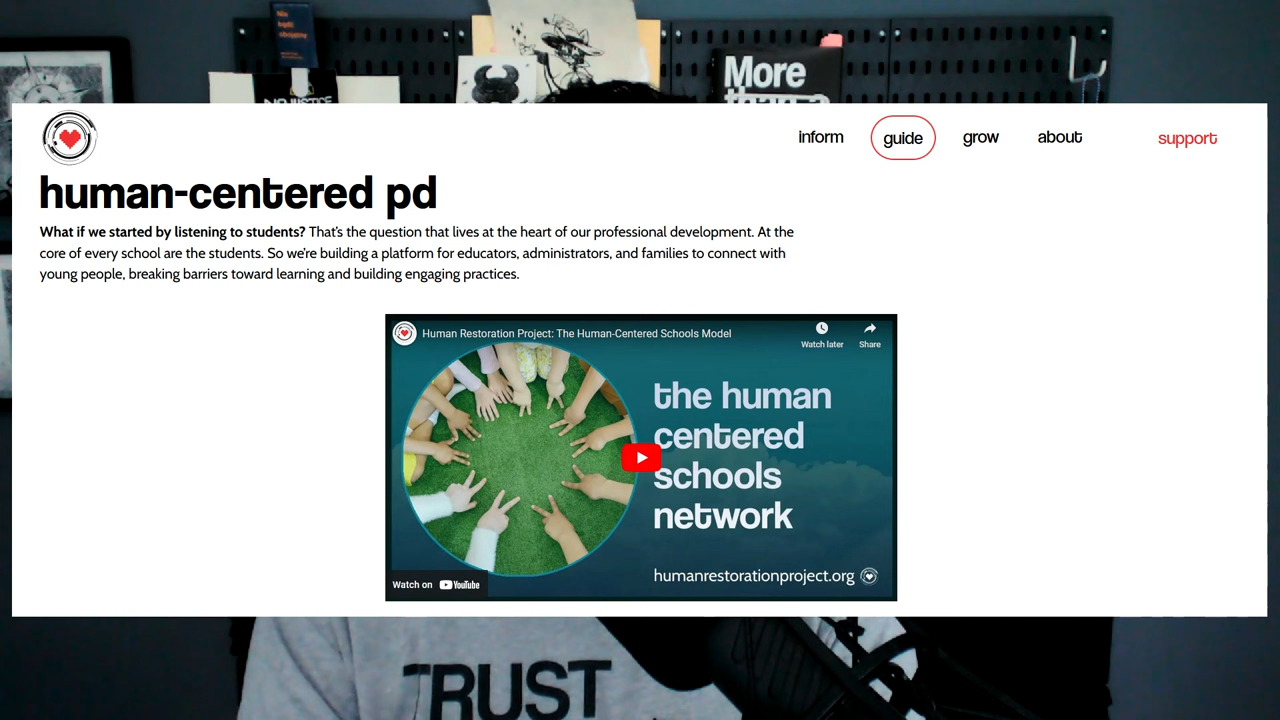 More
than a
NO JUSTICE
inform
guide
grow
about
support
human-centered pd
What if we started by listening to students? That's the question that lives at the heart of our professional development. At the
core of every school are the students. So we're building a platform for educators, administrators, and families to connect with
young people, breaking barriers toward learning and building engaging practices.
Human Restoration Project: The Human-Centered Schools Model
Watch later
Share
the human
centered
schools
network
humanrestorationproject.org
Watch on YouTube
TRUST